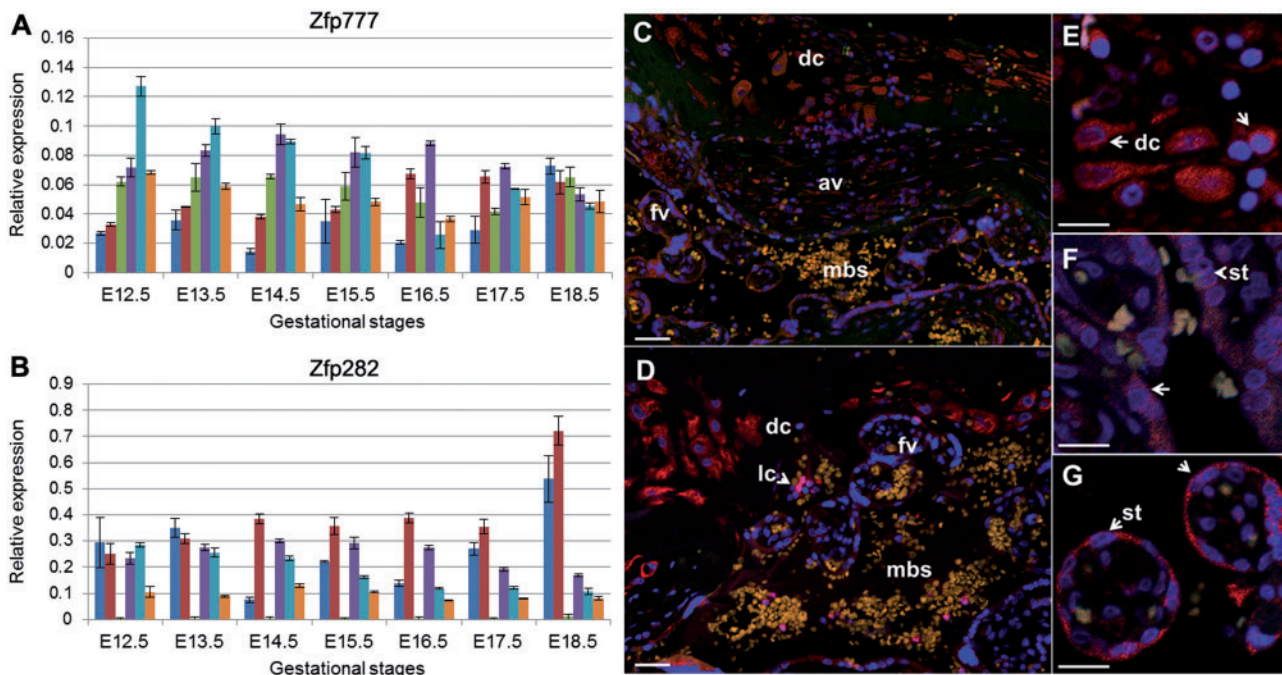 A
Zfp777
Relative expression
0.16
0.14
0.12
0.1
0.08
0.06
0.04
0.02
0
E12.5 E13.5 E14.5 E15.5 E16.5 E17.5 E18.5
Gestational stages
B
Zfp282
Relative expression
0.9
0.8
0.7
0.6
0.5
0.4
0.3
0.2
0.1
0
E12.5 E13.5 E14.5 E15.5 E16.5 E17.5 E18.5
Gestational stages
C
dc
av
fv
mbs
D
dc
fv
lc
mbs
E
dc
F
st
G
st